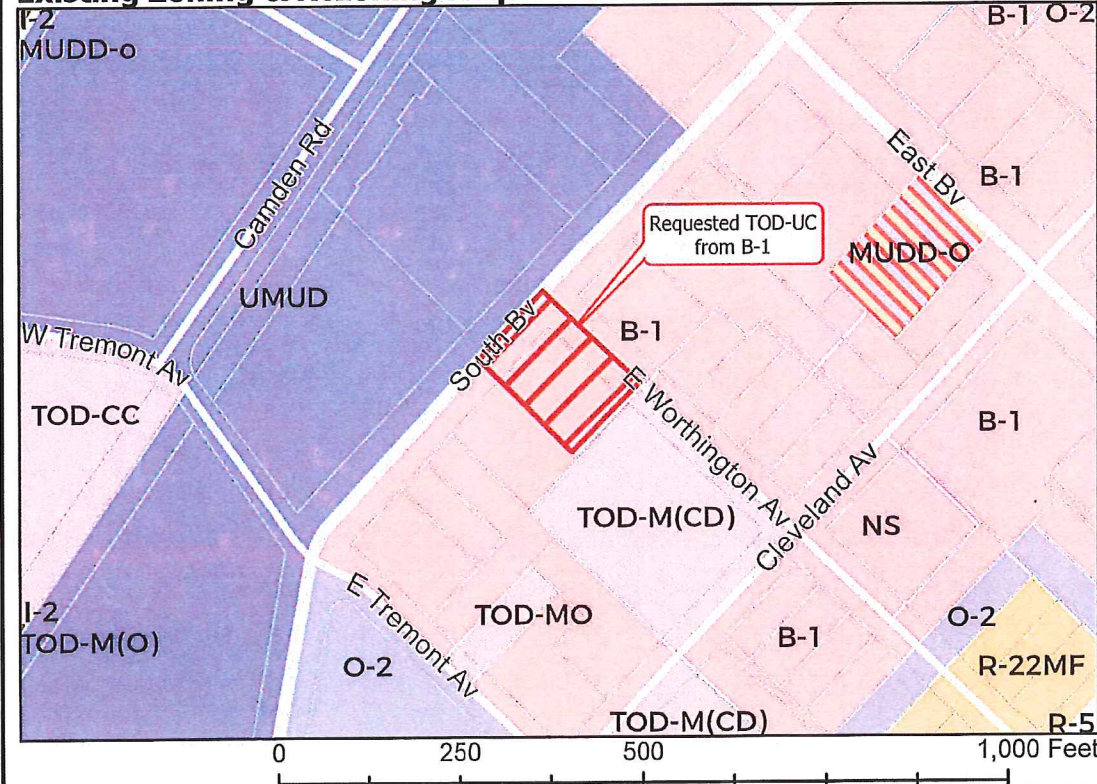 I-2
MUDD-o
B-1 O-2
Camden Rd
East Bv
B-1
Requested TOD-UC
from B-1
MUDD-O
UMUD
South Bv
B-1
W Tremont Av
TOD-CC
E Worthington Av
B-1
TOD-M(CD)
Cleveland Av
NS
E Tremont Av
I-2
TOD-M(O)
TOD-MO
O-2
B-1
O-2
R-22MF
TOD-M(CD)
R-5
0 250 500 1,000 Feet